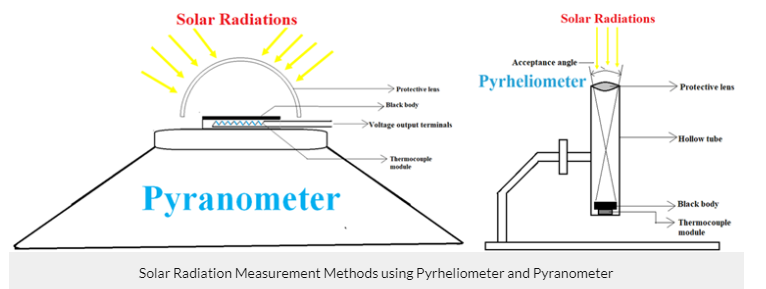 Solar Radiations
Protective lens
Black body
Voltage output terminals
Thermocouple
module
Pyranometer
Solar Radiations
Acceptance angle
Pyrheliometer
Protective lens
Hollow tube
Black body
Thermocouple
module
Solar Radiation Measurement Methods using Pyrheliometer and Pyranometer